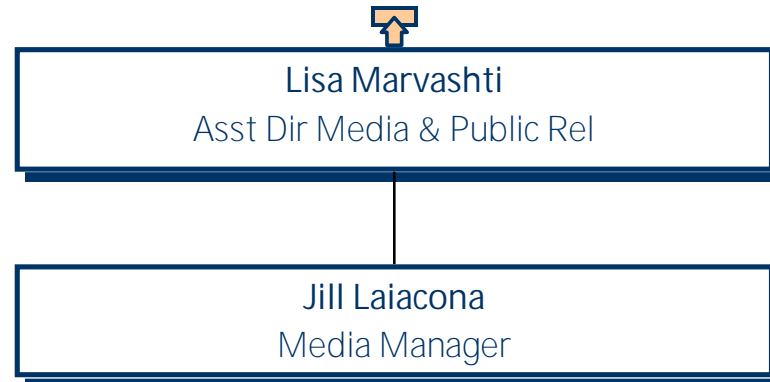 Lisa Marvashti
Asst Dir Media & Public Rel
Jill Laiacona
Media Manager